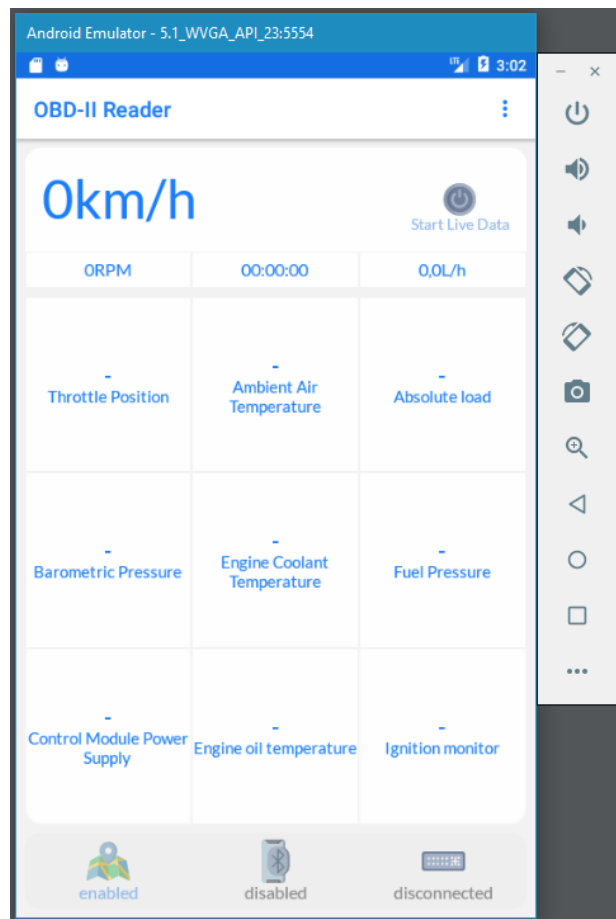 Android Emulator - 5.1_WVGA_API_23:5554
LTE 3:02
OBD-II Reader
0km/h
Start Live Data
0RPM 00:00:00 0,0L/h
-
Throttle Position
-
Ambient Air
Temperature
-
Absolute load
-
Barometric Pressure
-
Engine Coolant
Temperature
-
Fuel Pressure
-
Control Module Power
Supply
-
Engine oil temperature
-
Ignition monitor
enabled disabled disconnected